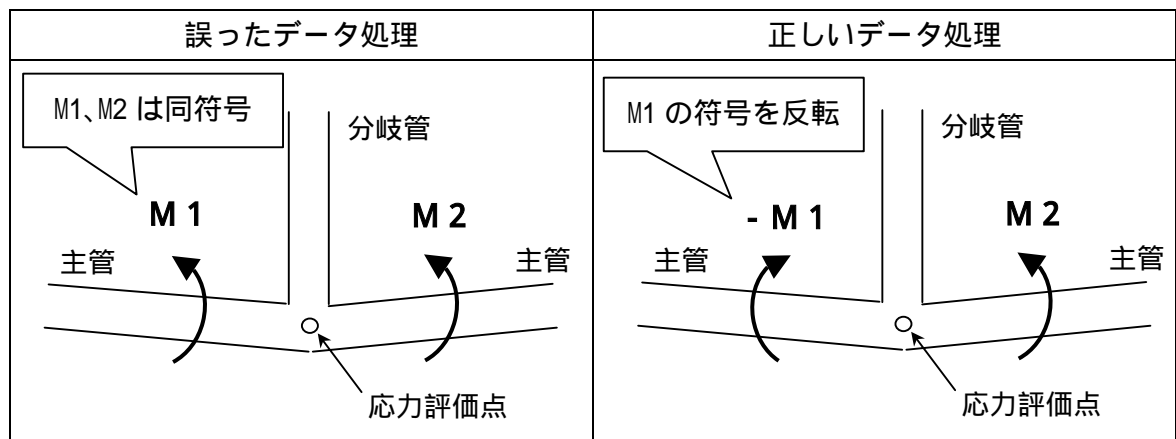 誤ったデータ処理
M1、M2 は同符号
分岐管
M 1
M 2
主管
主管
応力評価点
正しいデータ処理
M1 の符号を反転
分岐管
- M 1
M 2
主管
主管
応力評価点